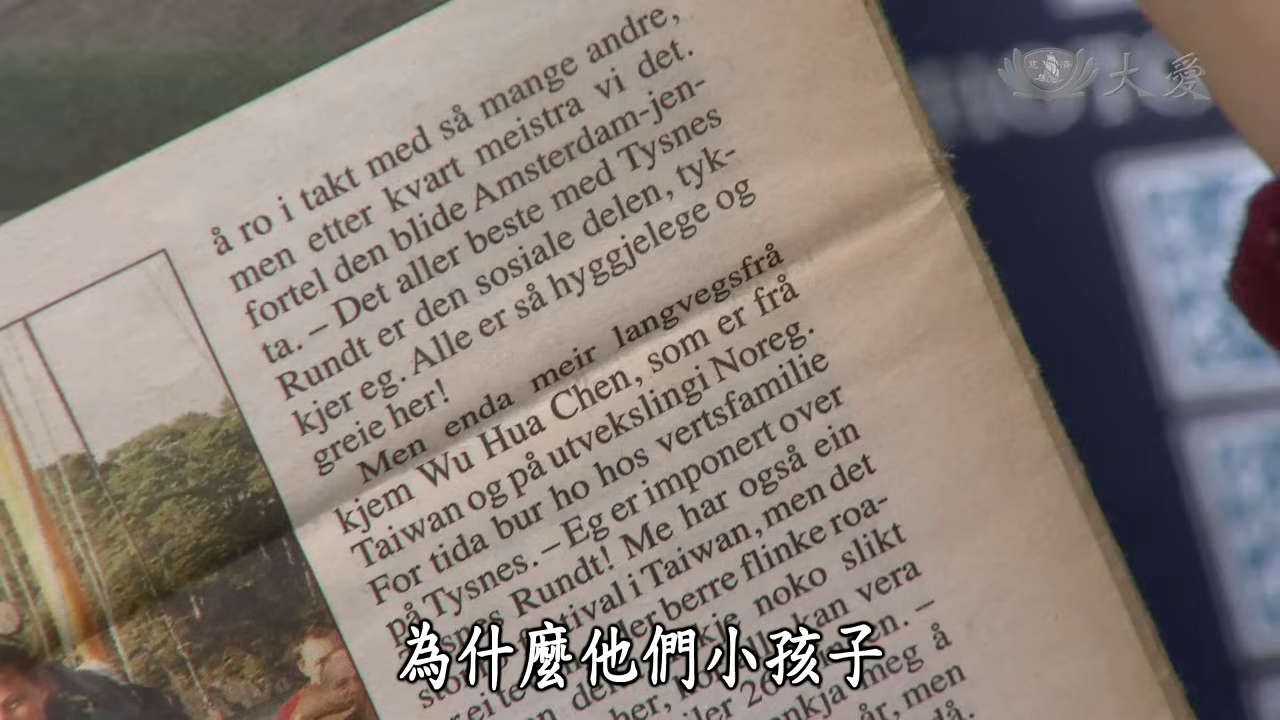 å ro i takt med så mange andre,
men etter kvart meistra vi det.
fortel den blide Amsterdam-jen-
ta. – Det aller beste med Tysnes
Rundt er den sosiale delen, tyk-
kjer eg. Alle er så hyggjelege og
greie her!
Men enda meir langvegsfrå
kjem Wu Hua Chen, som er frå
Taiwan og på utvekslingi Noreg.
For tida bur ho hos vertsfamilie
på Tysnes. – Eg er imponert over
Rundt! Me har også ein
i Taiwan, men det
berre flinke roa-
noko slikt
kan vera
meg å
men
då.
為什麼他們小孩子
大愛